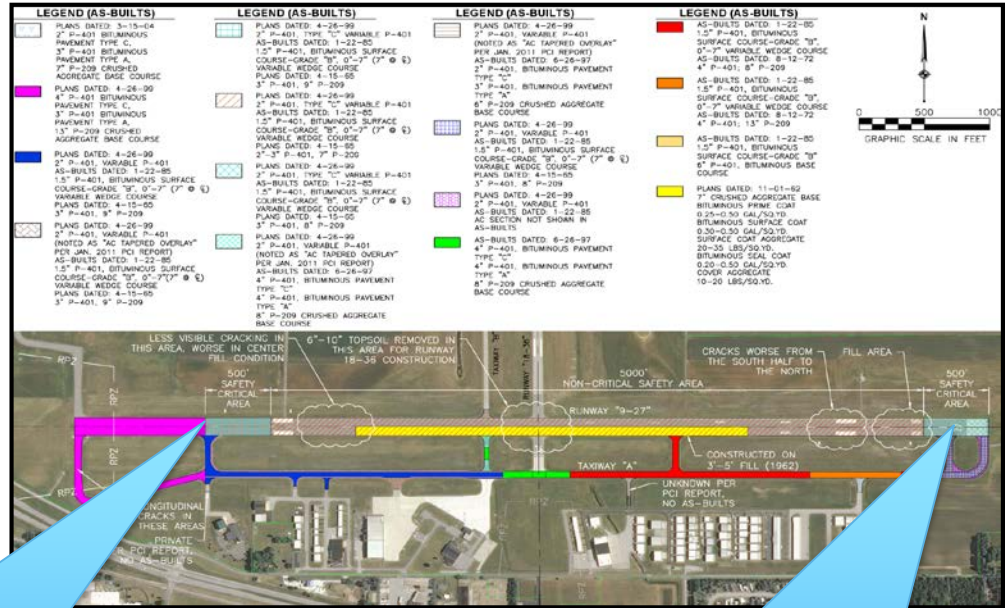 LEGEND (AS-BUILTS)
PLANS DATED: 3-15-04
2" P-401 BITUMINOUS
PAVEMENT TYPE C,
3" P-401 BITUMINOUS
PAVEMENT TYPE A,
7" P-209 CRUSHED
AGGREGATE BASE COURSE
PLANS DATED: 4-26-99
4" P-401 BITUMINOUS
PAVEMENT TYPE C,
3" P-401 BITUMINOUS
PAVEMENT TYPE A,
13" P-209 CRUSHED
AGGREGATE BASE COURSE
PLANS DATED: 4-26-99
2" P-401, VARIABLE P-401
AS-BUILTS DATED: 1-22-85
1.5" P-401, BITUMINOUS SURFACE
COURSE-GRADE "B", 0"-7" (7" @ ℄)
VARIABLE WEDGE COURSE
PLANS DATED: 4-15-65
3" P-401, 9" P-209
PLANS DATED: 4-26-99
2" P-401, VARIABLE P-401
(NOTED AS "AC TAPERED OVERLAY"
PER JAN. 2011 PCI REPORT)
AS-BUILTS DATED: 1-22-85
1.5" P-401, BITUMINOUS SURFACE
COURSE-GRADE "B", 0"-7"(7" @ ℄)
VARIABLE WEDGE COURSE
PLANS DATED: 4-15-65
3" P-401, 9" P-209
LEGEND (AS-BUILTS)
PLANS DATED: 4-26-99
2" P-401, TYPE "C" VARIABLE P-401
AS-BUILTS DATED: 1-22-85
1.5" P-401, BITUMINOUS SURFACE
COURSE-GRADE "B", 0"-7" (7" @ ℄)
VARIABLE WEDGE COURSE
PLANS DATED: 4-15-65
3" P-401, 9" P-209
PLANS DATED: 4-26-99
2" P-401, TYPE "C" VARIABLE P-401
AS-BUILTS DATED: 1-22-85
1.5" P-401, BITUMINOUS SURFACE
COURSE-GRADE "B", 0"-7" (7" @ ℄)
VARIABLE WEDGE COURSE
PLANS DATED: 4-15-65
2"-3" P-401, 7" P-209
PLANS DATED: 4-26-99
2" P-401, TYPE "C" VARIABLE P-401
AS-BUILTS DATED: 1-22-85
1.5" P-401, BITUMINOUS SURFACE
COURSE-GRADE "B", 0"-7" (7" @ ℄)
VARIABLE WEDGE COURSE
PLANS DATED: 4-15-65
3" P-401, 8" P-209
PLANS DATED: 4-26-99
2" P-401, VARIABLE P-401
(NOTED AS "AC TAPERED OVERLAY"
PER JAN. 2011 PCI REPORT)
AS-BUILTS DATED: 6-26-97
4" P-401, BITUMINOUS PAVEMENT
TYPE "C"
4" P-401, BITUMINOUS PAVEMENT
TYPE "A"
8" P-209 CRUSHED AGGREGATE
BASE COURSE
LEGEND (AS-BUILTS)
PLANS DATED: 4-26-99
2" P-401, VARIABLE P-401
(NOTED AS "AC TAPERED OVERLAY"
PER JAN. 2011 PCI REPORT)
AS-BUILTS DATED: 6-26-97
2" P-401, BITUMINOUS PAVEMENT
TYPE "C"
3" P-401, BITUMINOUS PAVEMENT
TYPE "A"
6" P-209 CRUSHED AGGREGATE
BASE COURSE
PLANS DATED: 4-26-99
2" P-401, VARIABLE P-401
AS-BUILTS DATED: 1-22-85
1.5" P-401, BITUMINOUS SURFACE
COURSE-GRADE "B", 0"-7" (7" @ ℄)
VARIABLE WEDGE COURSE
PLANS DATED: 4-15-65
3" P-401, 8" P-209
PLANS DATED: 4-26-99
2" P-401, VARIABLE P-401
AS-BUILTS DATED: 1-22-85
AC SECTION NOT SHOWN IN
AS-BUILTS
AS-BUILTS DATED: 6-26-97
4" P-401, BITUMINOUS PAVEMENT
TYPE "C"
4" P-401, BITUMINOUS PAVEMENT
TYPE "A"
8" P-209 CRUSHED AGGREGATE
BASE COURSE
LEGEND (AS-BUILTS)
AS-BUILTS DATED: 1-22-85
1.5" P-401, BITUMINOUS
SURFACE COURSE-GRADE "B",
0"-7" VARIABLE WEDGE COURSE
AS-BUILTS DATED: 8-12-72
4" P-401; 8" P-209
AS-BUILTS DATED: 1-22-85
1.5" P-401, BITUMINOUS
SURFACE COURSE-GRADE "B",
0"-7" VARIABLE WEDGE COURSE
AS-BUILTS DATED: 8-12-72
4" P-401; 13" P-209
AS-BUILTS DATED: 1-22-85
1.5" P-401, BITUMINOUS
SURFACE COURSE-GRADE "B"
6" P-401, BITUMINOUS BASE
COURSE
PLANS DATED: 11-01-62
7" CRUSHED AGGREGATE BASE
BITUMINOUS PRIME COAT
0.25-0.50 GAL/SQ.YD.
BITUMINOUS SURFACE COAT
0.30-0.50 GAL/SQ.YD.
SURFACE COAT AGGREGATE
20-35 LBS/SQ.YD.
BITUMINOUS SEAL COAT
0.20-0.50 GAL/SQ.YD.
COVER AGGREGATE
10-20 LBS/SQ.YD.
N
1000 0 500 1000
GRAPHIC SCALE IN FEET
LESS VISIBLE CRACKING IN
THIS AREA, WORSE IN CENTER
FILL CONDITION
6"-10" TOPSOIL REMOVED IN
THIS AREA FOR RUNWAY
18-36 CONSTRUCTION
TAXIWAY "B"
RUNWAY "18-36"
CRACKS WORSE FROM
THE SOUTH HALF TO
THE NORTH
FILL AREA
RPZ
RPZ
500'
SAFETY
CRITICAL
AREA
5000'
NON-CRITICAL SAFETY AREA
500'
SAFETY
CRITICAL
AREA
RUNWAY "9-27"
RPZ
RPZ
TAXIWAY "A"
CONSTRUCTED ON
3'-5' FILL (1962)
UNKNOWN PER
PCI REPORT,
NO AS-BUILTS
RPZ
LONGITUDINAL
CRACKS IN
THESE AREAS
PRIVATE
PER PCI REPORT,
NO AS-BUILTS
RPZ
RPZ